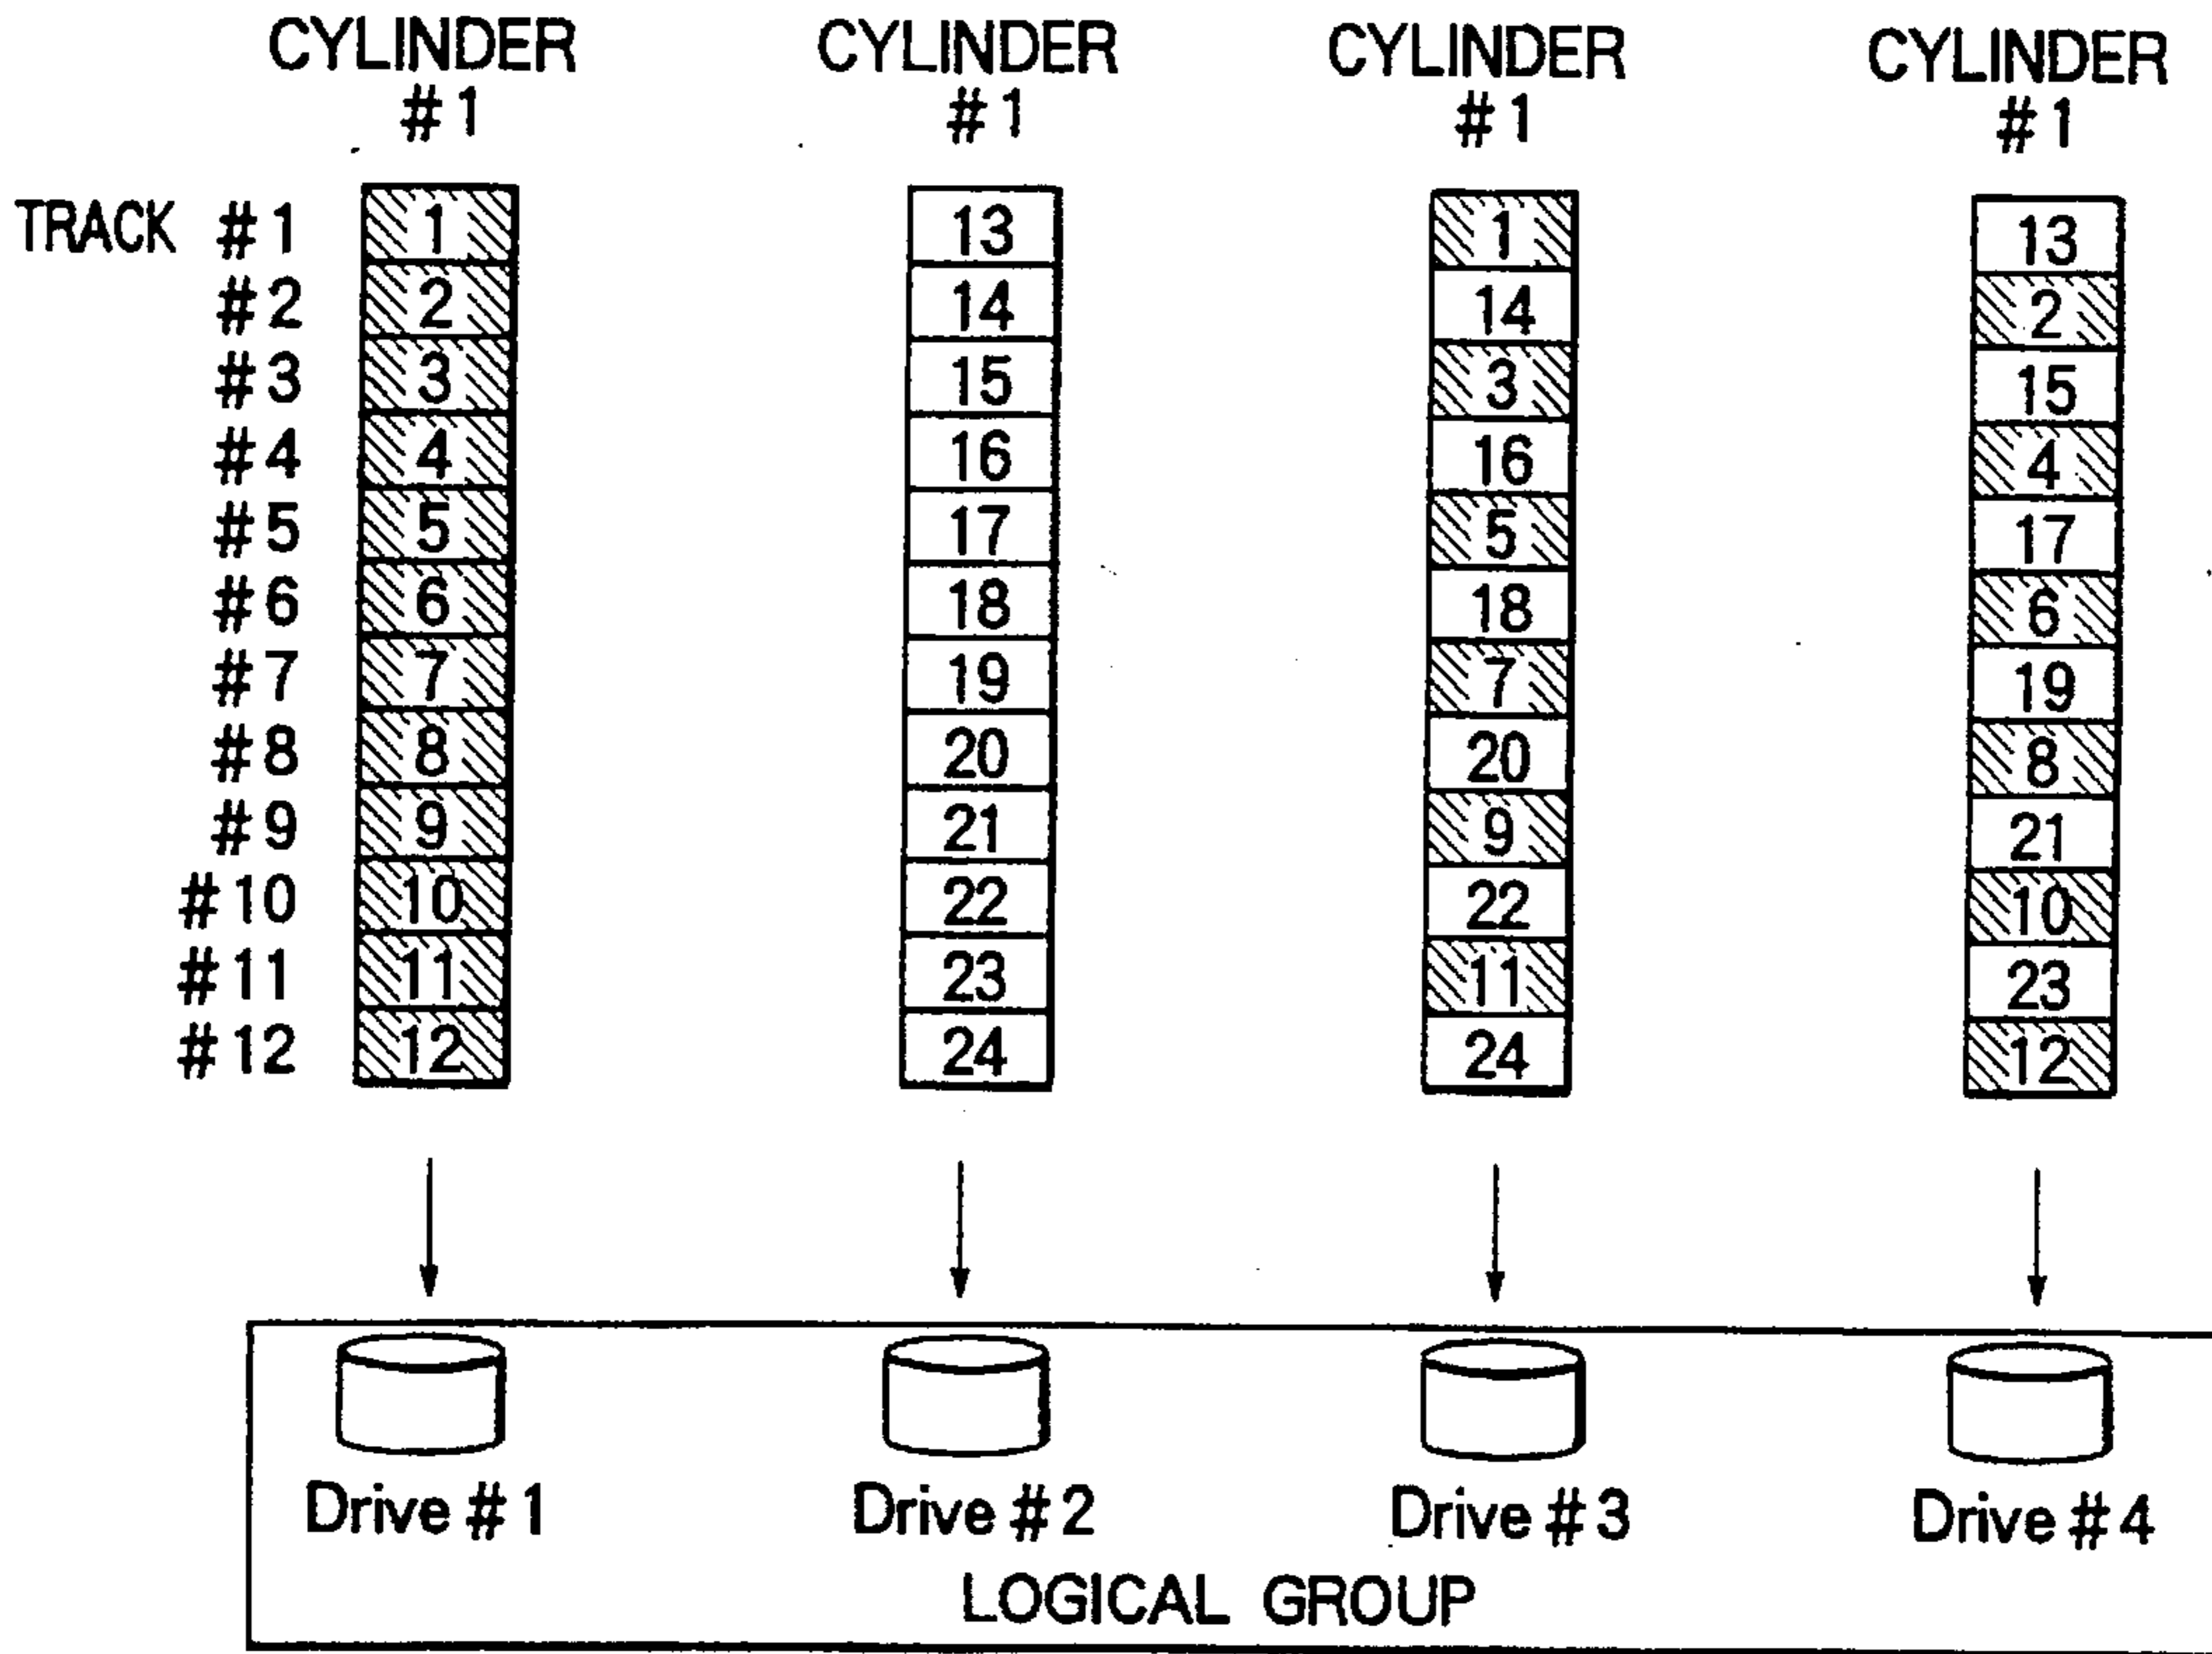 CYLINDER CYLINDER CYLINDER CYLINDER
#1 #1 #1 #1
TRACK #1 1 13 1 13
#2 2 14 14 2
#3 3 15 3 15
#4 4 16 16 4
#5 5 17 5 17
#6 6 18 18 6
#7 7 19 7 19
#8 8 20 20 8
#9 9 21 9 21
#10 10 22 22 10
#11 11 23 11 23
#12 12 24 24 12
Drive #1 Drive #2 Drive #3 Drive #4
LOGICAL GROUP